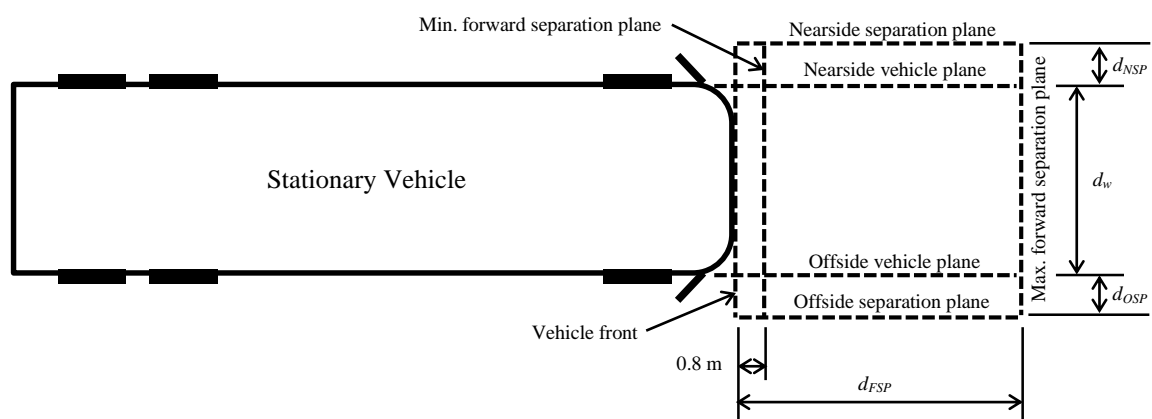 Min. forward separation plane
Nearside separation plane
Nearside vehicle plane
d_NSP
Stationary Vehicle
d_w
Max. forward separation plane
Offside vehicle plane
Offside separation plane
d_OSP
Vehicle front
0.8 m
d_FSP